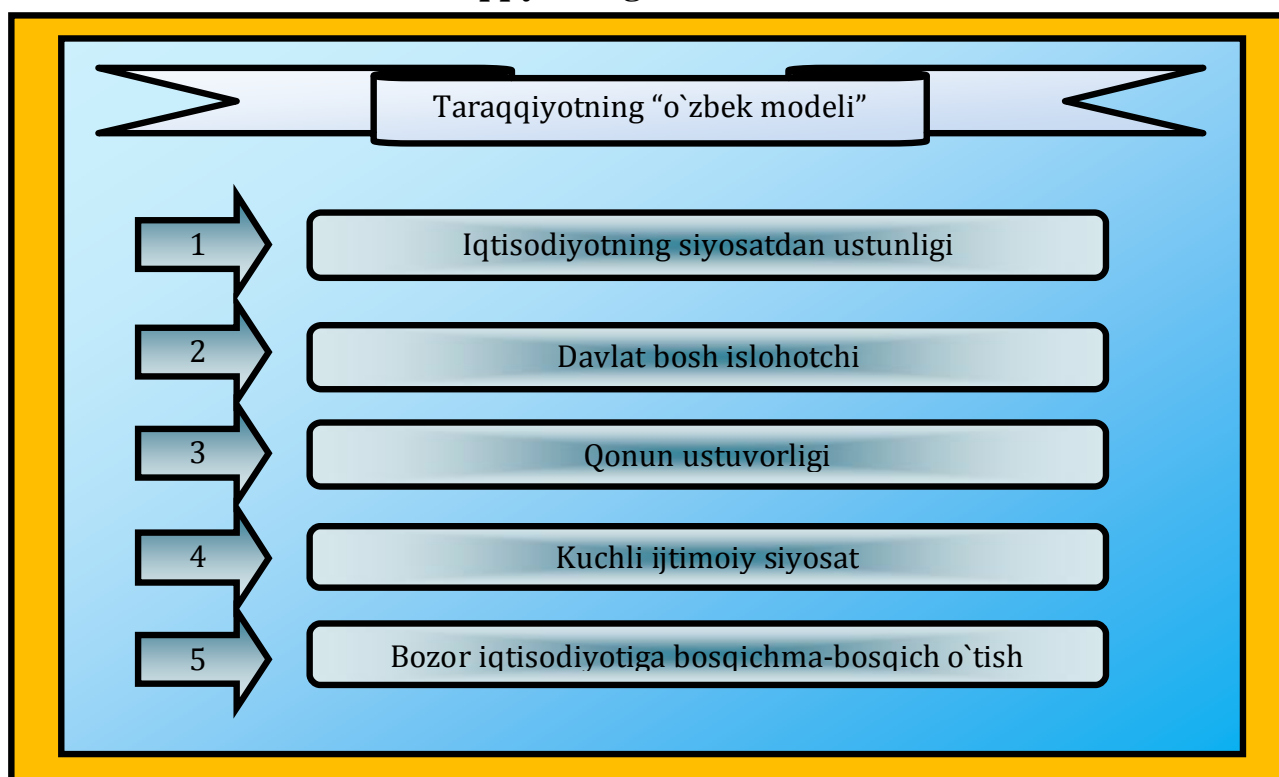 Taraqqiyotning “o`zbek modeli”
1
Iqtisodiyotning siyosatdan ustunligi
2
Davlat bosh islohotchi
3
Qonun ustuvorligi
4
Kuchli ijtimoiy siyosat
5
Bozor iqtisodiyotiga bosqichma-bosqich o`tish